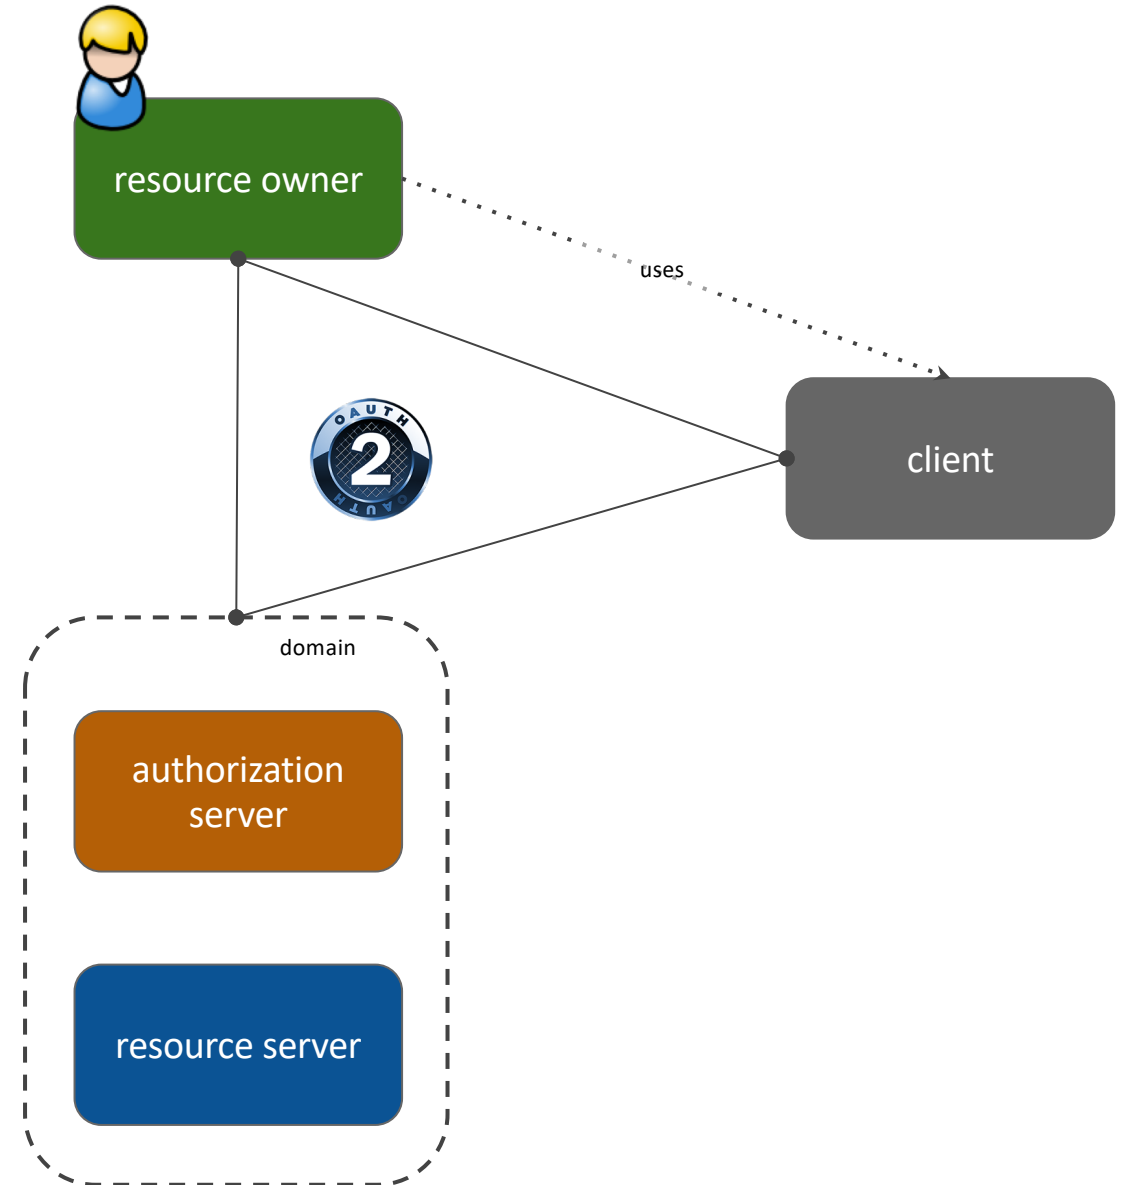 resource owner
uses
OAUTH
2
OAUTH
client
domain
authorization
server
resource server